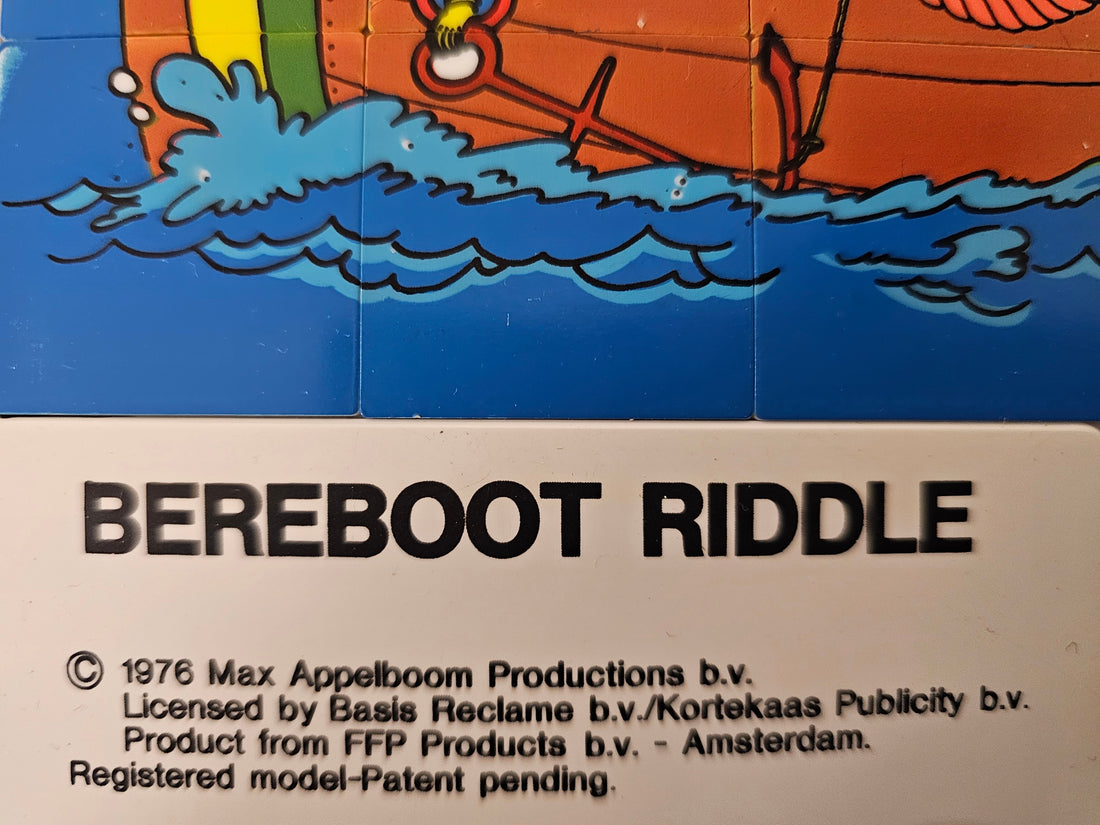 BEREBOOT RIDDLE
© 1976 Max Appelboom Productions b.v.
Licensed by Basis Reclame b.v./Kortekaas Publicity b.v.
Product from FFP Products b.v. - Amsterdam.
Registered model-Patent pending.